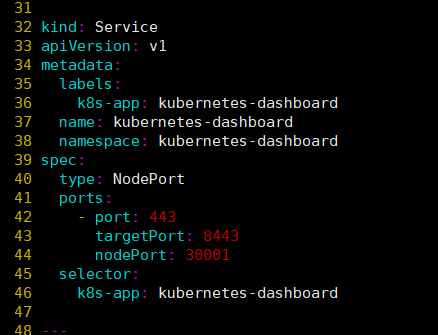 31
32 kind: Service
33 apiVersion: v1
34 metadata:
35   labels:
36     k8s-app: kubernetes-dashboard
37   name: kubernetes-dashboard
38   namespace: kubernetes-dashboard
39 spec:
40   type: NodePort
41   ports:
42     - port: 443
43       targetPort: 8443
44       nodePort: 30001
45   selector:
46     k8s-app: kubernetes-dashboard
47
48 ---